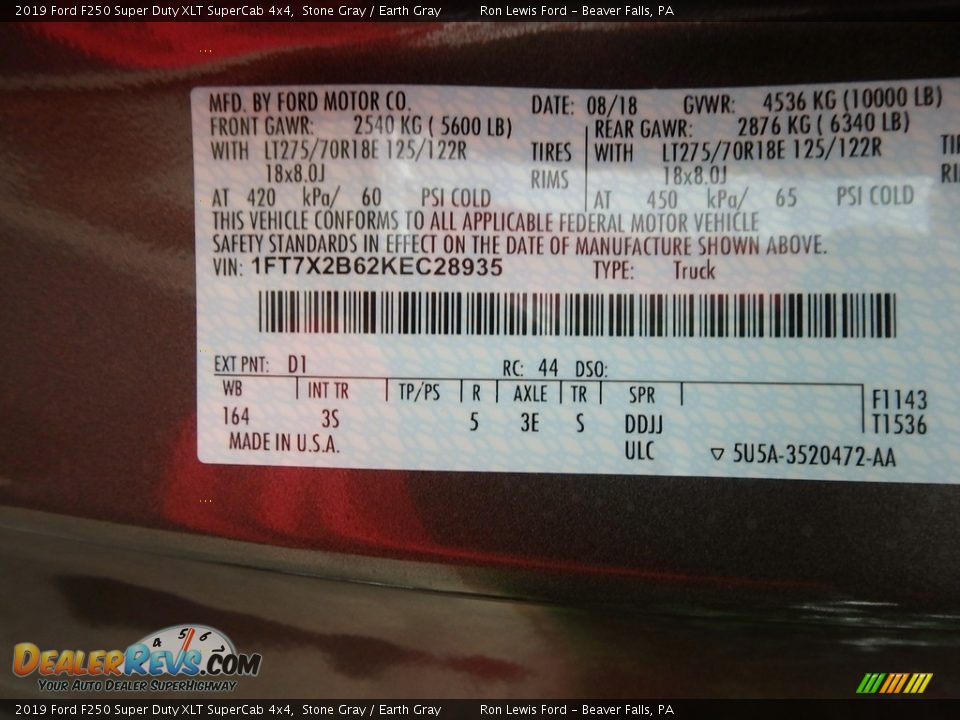 2019 Ford F250 Super Duty XLT SuperCab 4x4, Stone Gray / Earth Gray Ron Lewis Ford - Beaver Falls, PA
MFD. BY FORD MOTOR CO. DATE: 08/18 GVWR: 4536 KG (10000 LB)
FRONT GAWR: 2540 KG ( 5600 LB) REAR GAWR: 2876 KG ( 6340 LB)
WITH LT275/70R18E 125/122R TIRES WITH LT275/70R18E 125/122R
18x8.0J RIMS 18x8.0J
AT 420 kPa/ 60 PSI COLD AT 450 kPa/ 65 PSI COLD
THIS VEHICLE CONFORMS TO ALL APPLICABLE FEDERAL MOTOR VEHICLE
SAFETY STANDARDS IN EFFECT ON THE DATE OF MANUFACTURE SHOWN ABOVE.
VIN: 1FT7X2B62KEC28935 TYPE: Truck
EXT PNT: D1 RC: 44 DSO:
WB INT TR TP/PS R AXLE TR SPR F1143
164 3S 5 3E S DDJJ T1536
MADE IN U.S.A. ULC ▽ 5U5A-3520472-AA
4 5 6
DEALERREVS.COM
YOUR AUTO DEALER SUPERHIGHWAY
2019 Ford F250 Super Duty XLT SuperCab 4x4, Stone Gray / Earth Gray Ron Lewis Ford - Beaver Falls, PA